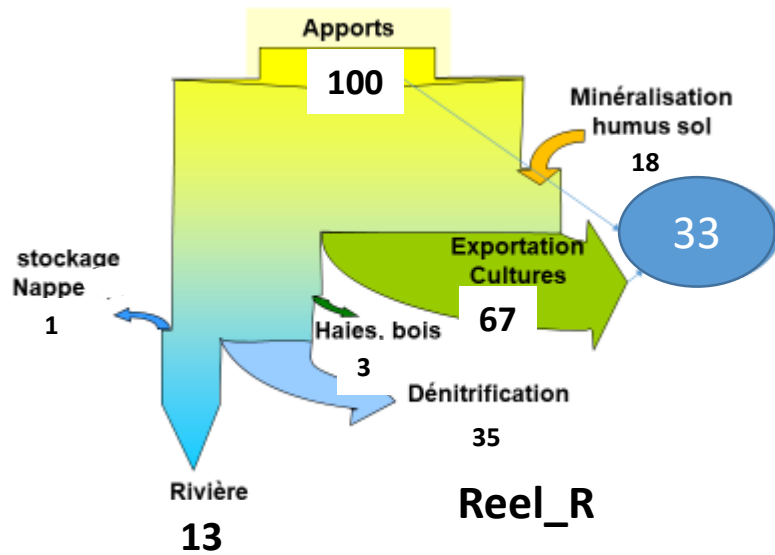 Apports
100
Minéralisation
humus sol
18
33
Exportation
Cultures
67
stockage
Nappe
1
Haies, bois
3
Dénitrification
35
Rivière
13
Reel_R